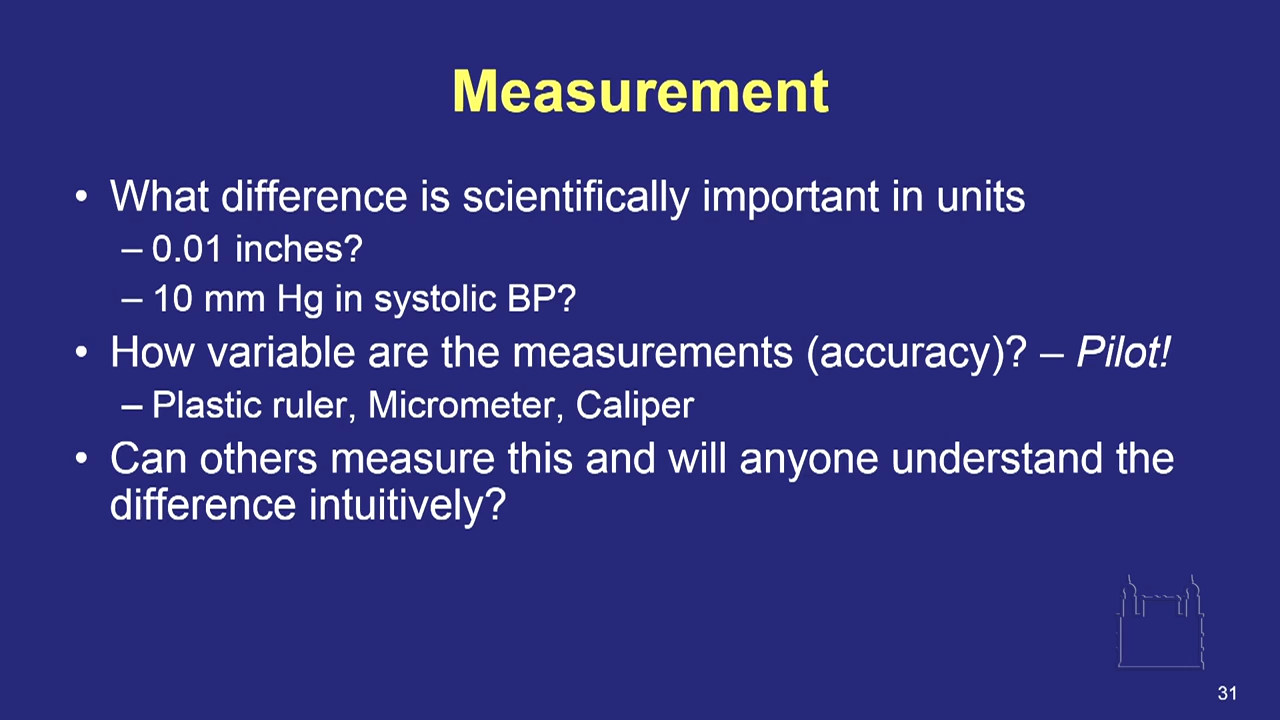 Measurement
• What difference is scientifically important in units
– 0.01 inches?
– 10 mm Hg in systolic BP?
• How variable are the measurements (accuracy)? – Pilot!
– Plastic ruler, Micrometer, Caliper
• Can others measure this and will anyone understand the
difference intuitively?
31